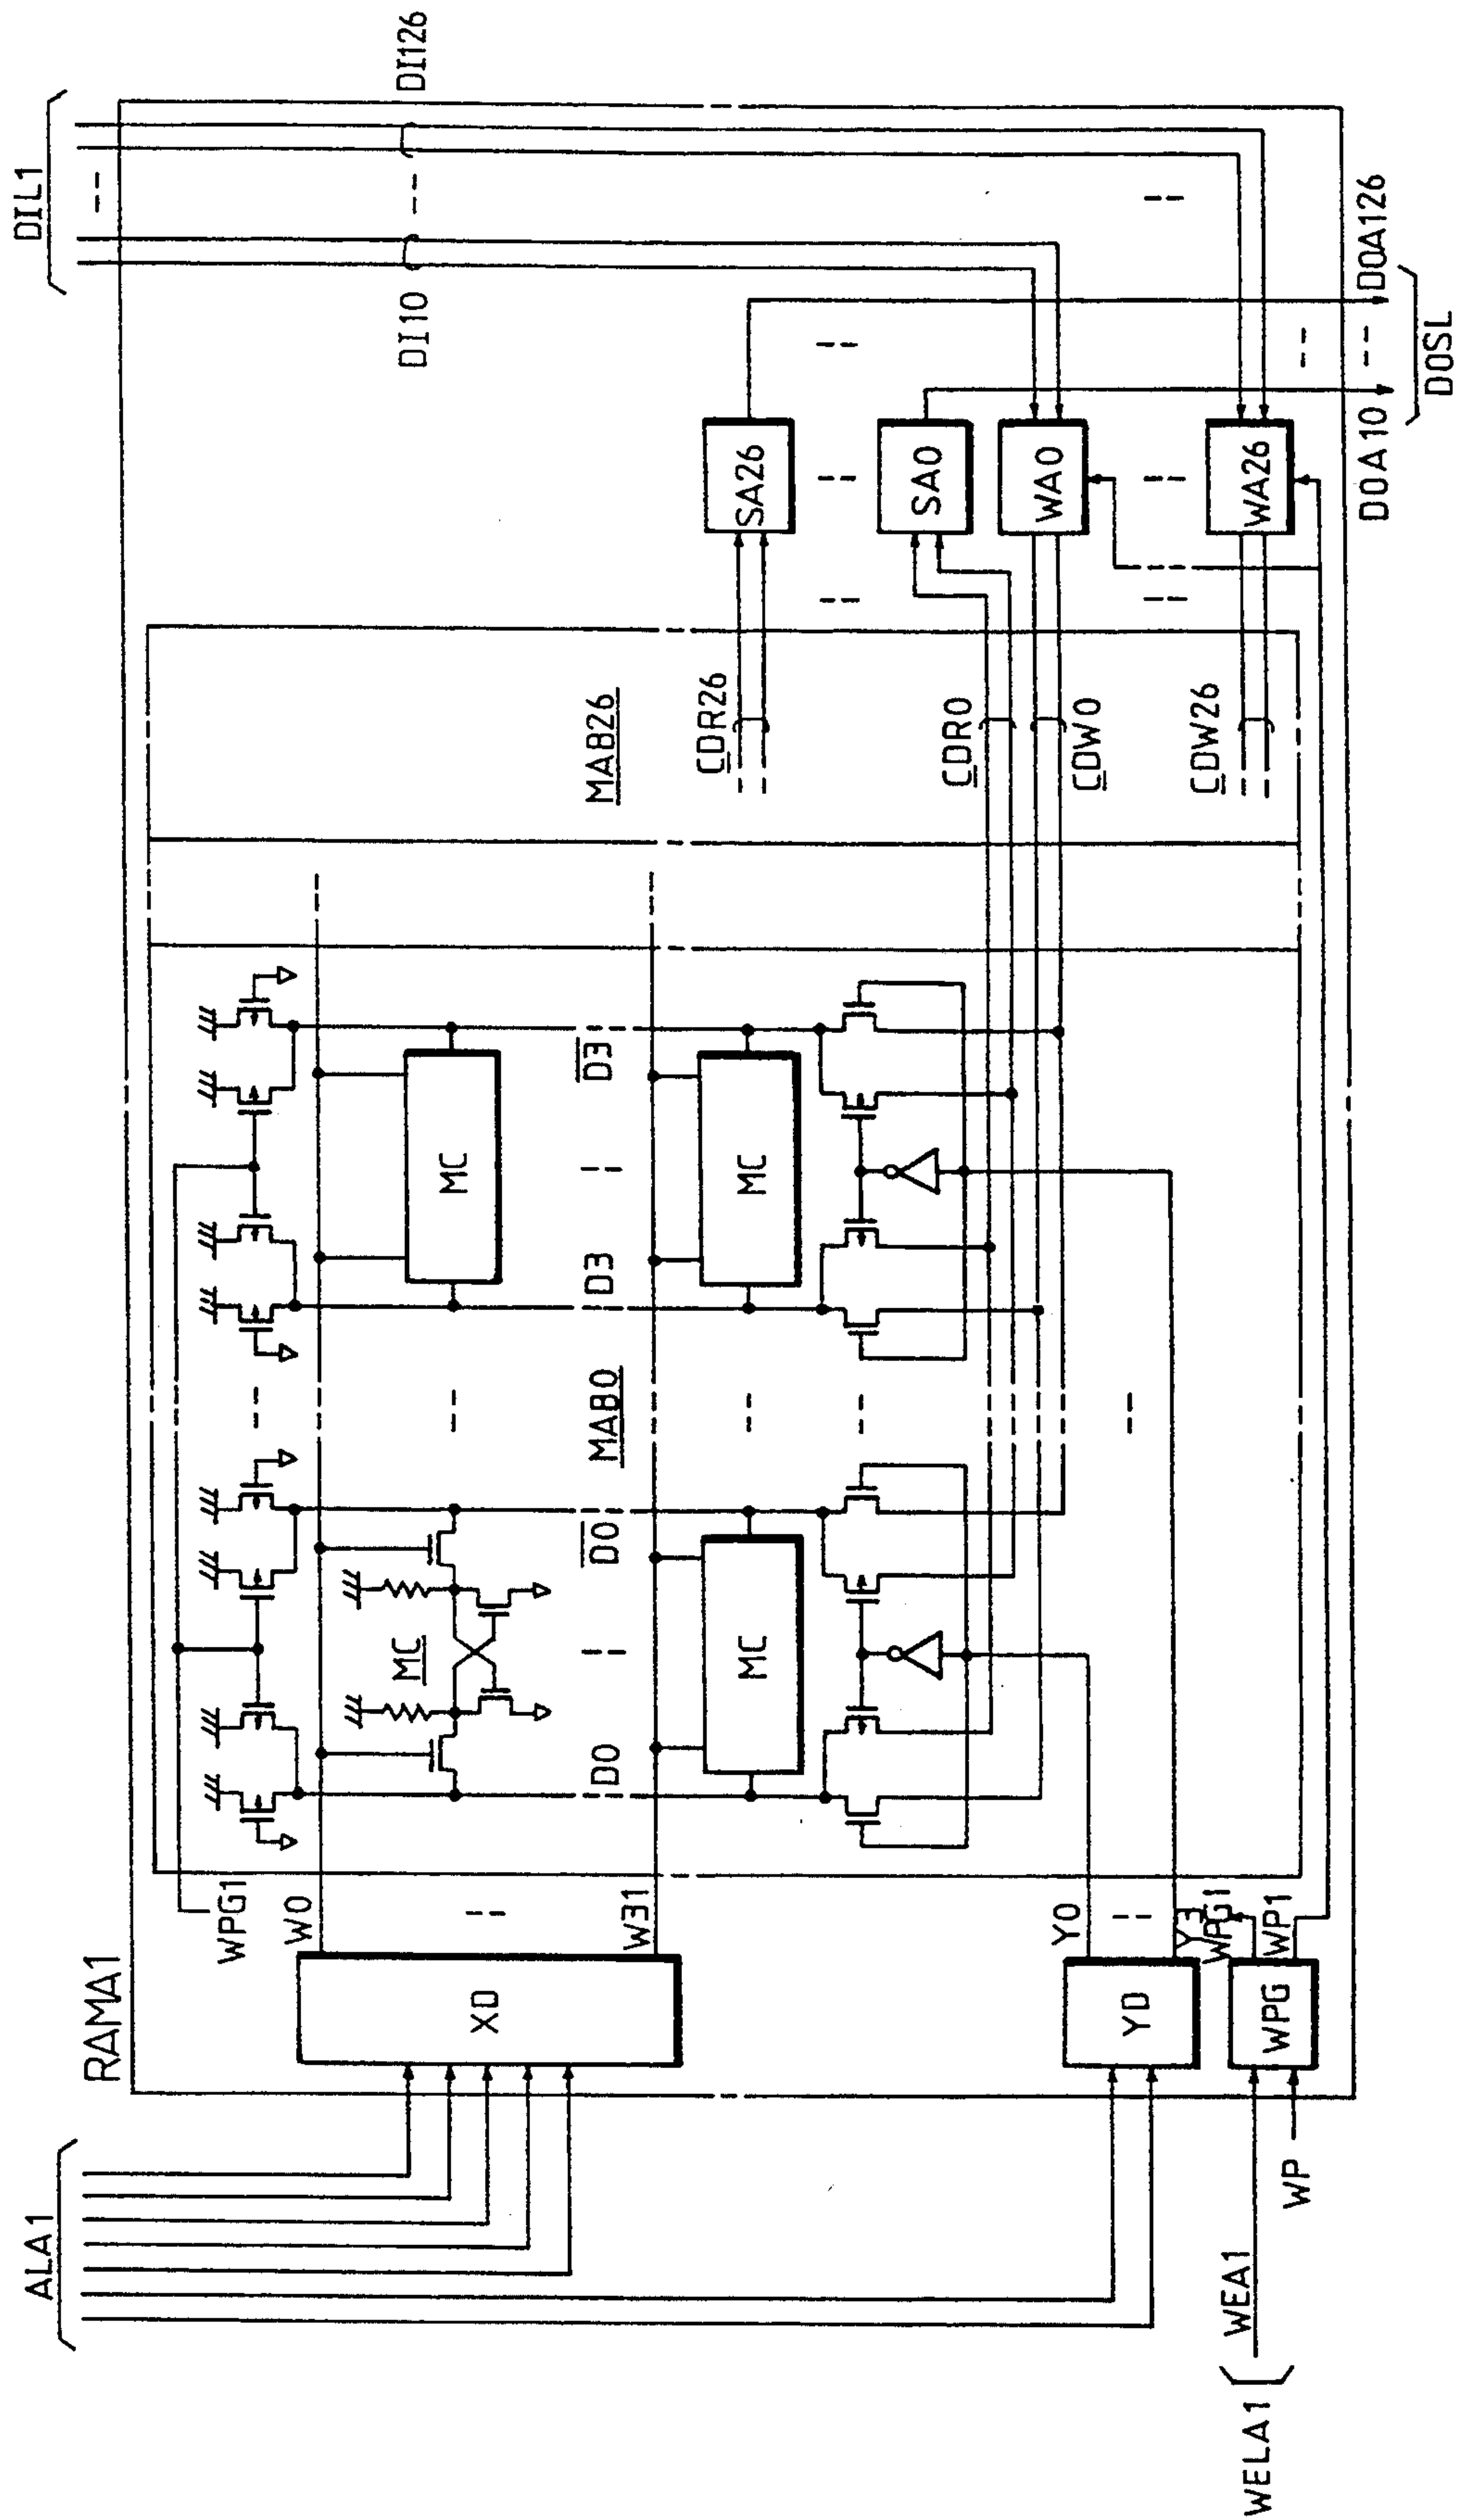 RAMA1
ALA1
DIL1
DI10
DI126
WPG1
W0
W31
XD
MC
MC
MC
MC
D0
D0
D3
D3
MAB0
MAB26
CDR26
CDR0
CDW0
CDW26
SA26
SA0
WA0
WA26
Y0
Y3
YD
WPG1
WP1
WPG
WELA1
WEA1
WP
DOA10
DOA126
DOSL